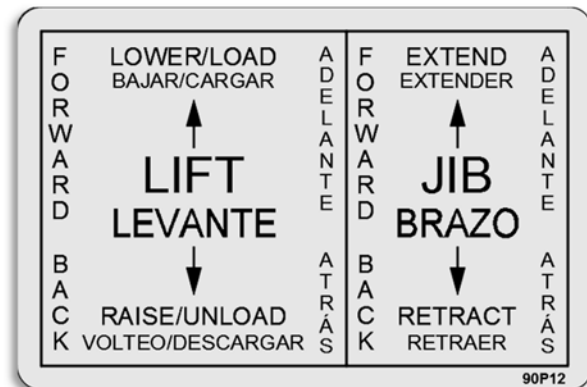 FORWARD
BACK
LOWER/LOAD
BAJAR/CARGAR
LIFT
LEVANTE
RAISE/UNLOAD
VOLTEO/DESCARGAR
ADELANTE
ATRÁS
FORWARD
BACK
EXTEND
EXTENDER
JIB
BRAZO
RETRACT
RETRAER
ADELANTE
ATRÁS
90P12